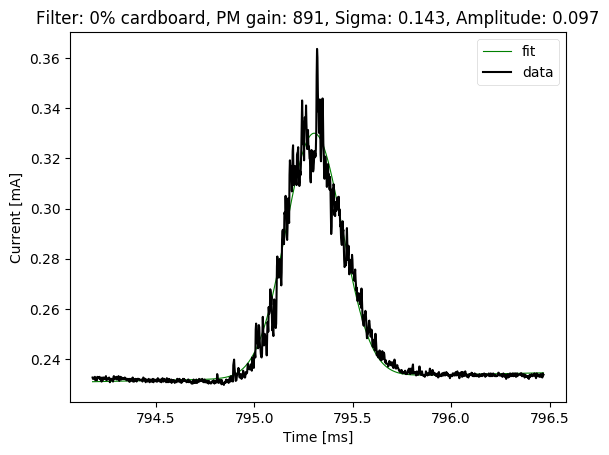 Filter: 0% cardboard, PM gain: 891, Sigma: 0.143, Amplitude: 0.097
fit
data
0.36
0.34
0.32
0.30
0.28
0.26
0.24
Current [mA]
794.5 795.0 795.5 796.0 796.5
Time [ms]